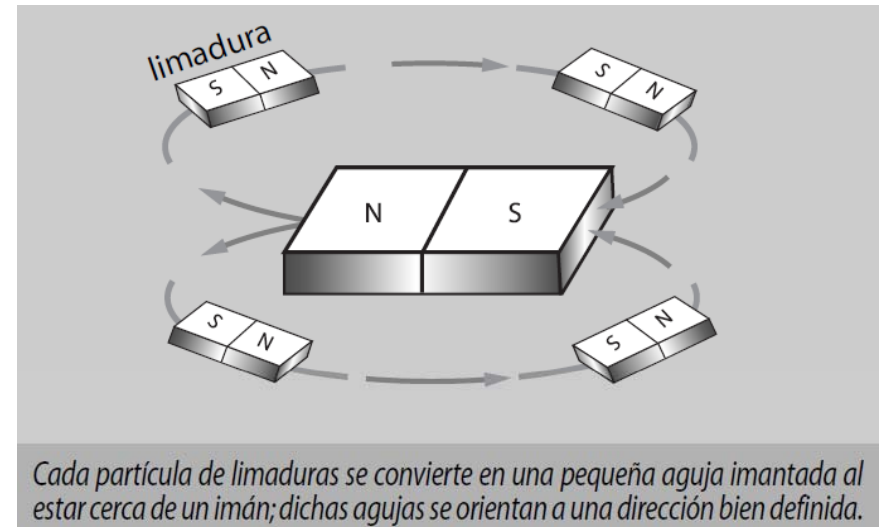 limadura
S N
S N
N S
S N
S N
Cada partícula de limaduras se convierte en una pequeña aguja imantada al
estar cerca de un imán; dichas agujas se orientan a una dirección bien definida.